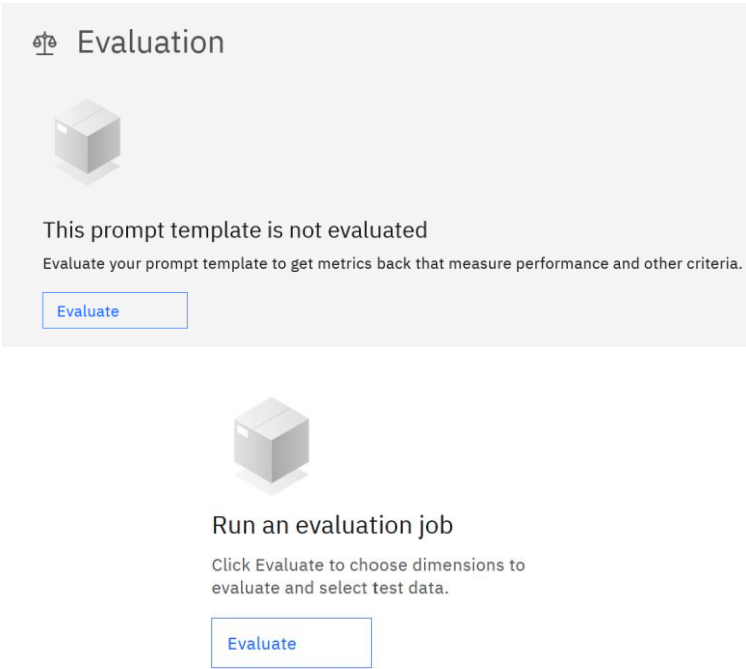 Evaluation
This prompt template is not evaluated
Evaluate your prompt template to get metrics back that measure performance and other criteria.
Evaluate
Run an evaluation job
Click Evaluate to choose dimensions to
evaluate and select test data.
Evaluate